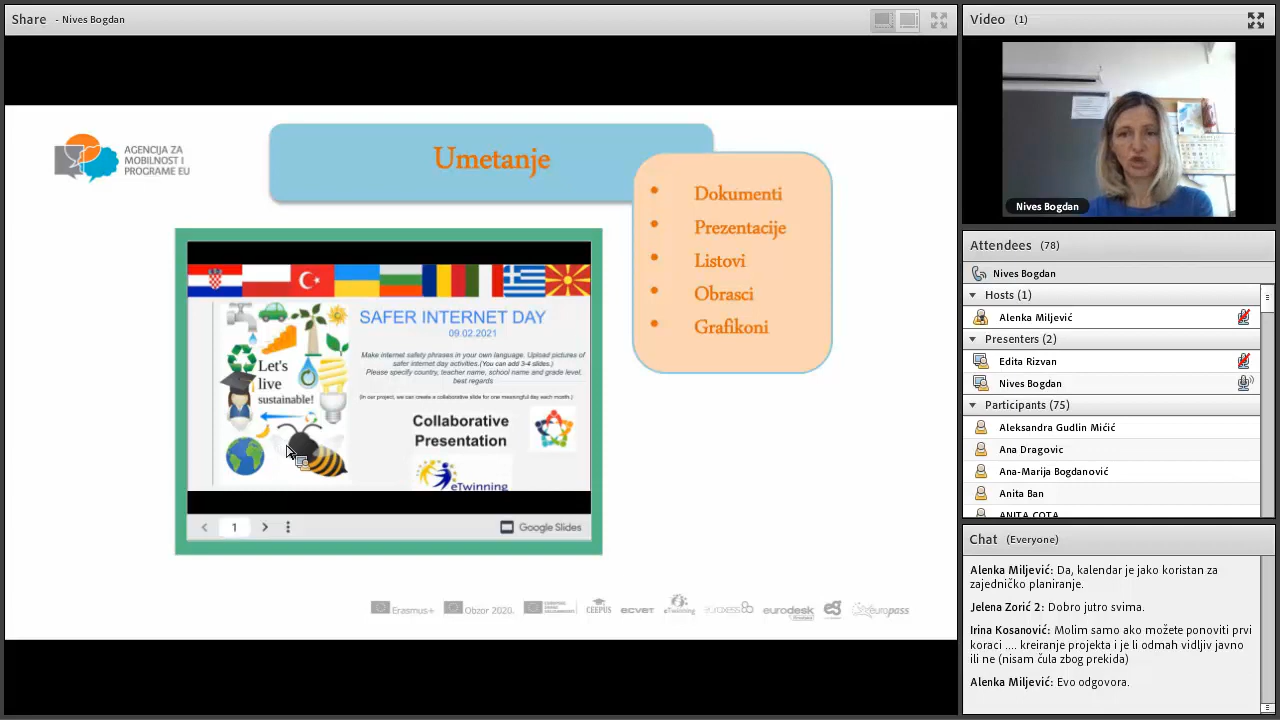 Share - Nives Bogdan
AGENCIJA ZA
MOBILNOST I
PROGRAME EU
Umetanje
• Dokumenti
• Prezentacije
• Listovi
• Obrasci
• Grafikoni
Let's
live
sustainable!
SAFER INTERNET DAY
09.02.2021
Make internet safety phrases in your own language. Upload pictures of
safer internet day activities.(You can add 3-4 slides.)
Please specify country, teacher name, school name and grade level.
best regards
(In our project, we can create a collaborative slide for one meaningful day each month.)
Collaborative
Presentation
eTwinning
1
Google Slides
Erasmus+
Obzor 2020.
CEEPUS
ECVET
eTwinning
euroxess
eurodesk
europass
Video (1)
Nives Bogdan
Attendees (78)
Nives Bogdan
Hosts (1)
Alenka Miljević
Presenters (2)
Edita Rizvan
Nives Bogdan
Participants (75)
Aleksandra Gudlin Mićić
Ana Dragovic
Ana-Marija Bogdanović
Anita Ban
ANITA COTA
Chat (Everyone)
Alenka Miljević: Da, kalendar je jako koristan za
zajedničko planiranje.
Jelena Zorić 2: Dobro jutro svima.
Irina Kosanović: Molim samo ako možete ponoviti prvi
koraci .... kreiranje projekta i je li odmah vidljiv javno
ili ne (nisam čula zbog prekida)
Alenka Miljević: Evo odgovora.